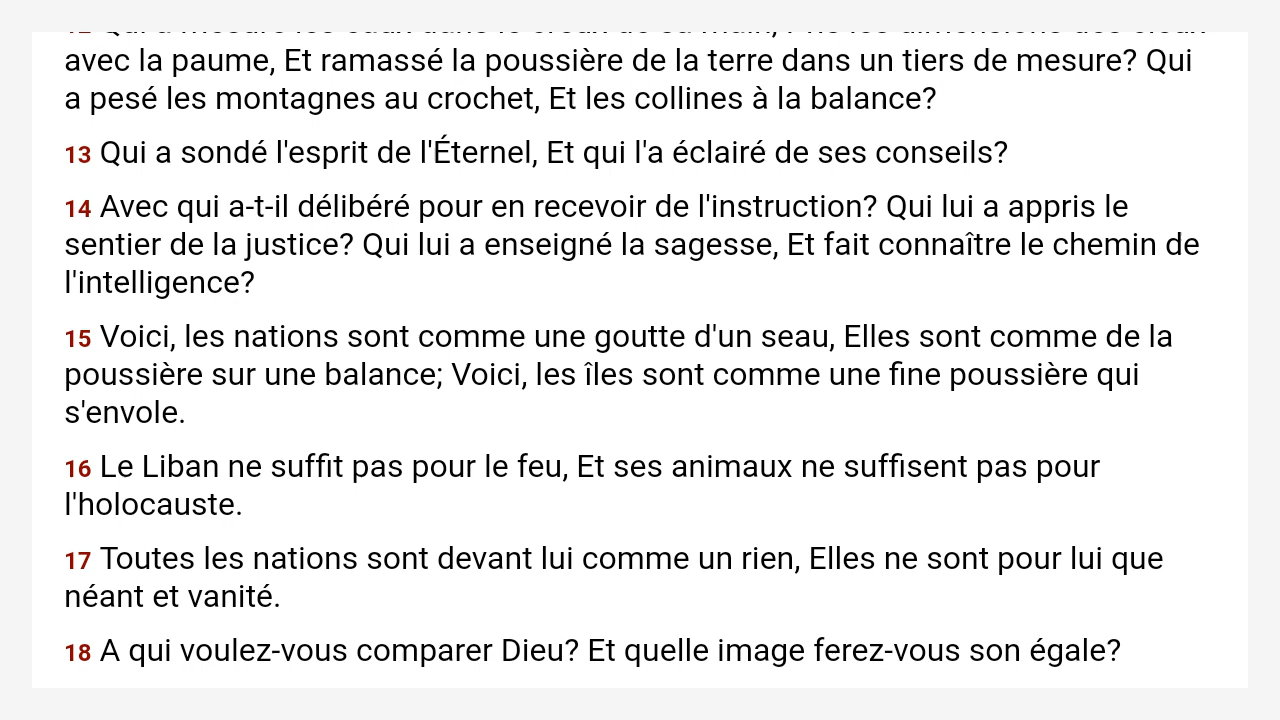 avec la paume, Et ramassé la poussière de la terre dans un tiers de mesure? Qui
a pesé les montagnes au crochet, Et les collines à la balance?
13 Qui a sondé l'esprit de l'Éternel, Et qui l'a éclairé de ses conseils?
14 Avec qui a-t-il délibéré pour en recevoir de l'instruction? Qui lui a appris le
sentier de la justice? Qui lui a enseigné la sagesse, Et fait connaître le chemin de
l'intelligence?
15 Voici, les nations sont comme une goutte d'un seau, Elles sont comme de la
poussière sur une balance; Voici, les îles sont comme une fine poussière qui
s'envole.
16 Le Liban ne suffit pas pour le feu, Et ses animaux ne suffisent pas pour
l'holocauste.
17 Toutes les nations sont devant lui comme un rien, Elles ne sont pour lui que
néant et vanité.
18 A qui voulez-vous comparer Dieu? Et quelle image ferez-vous son égale?